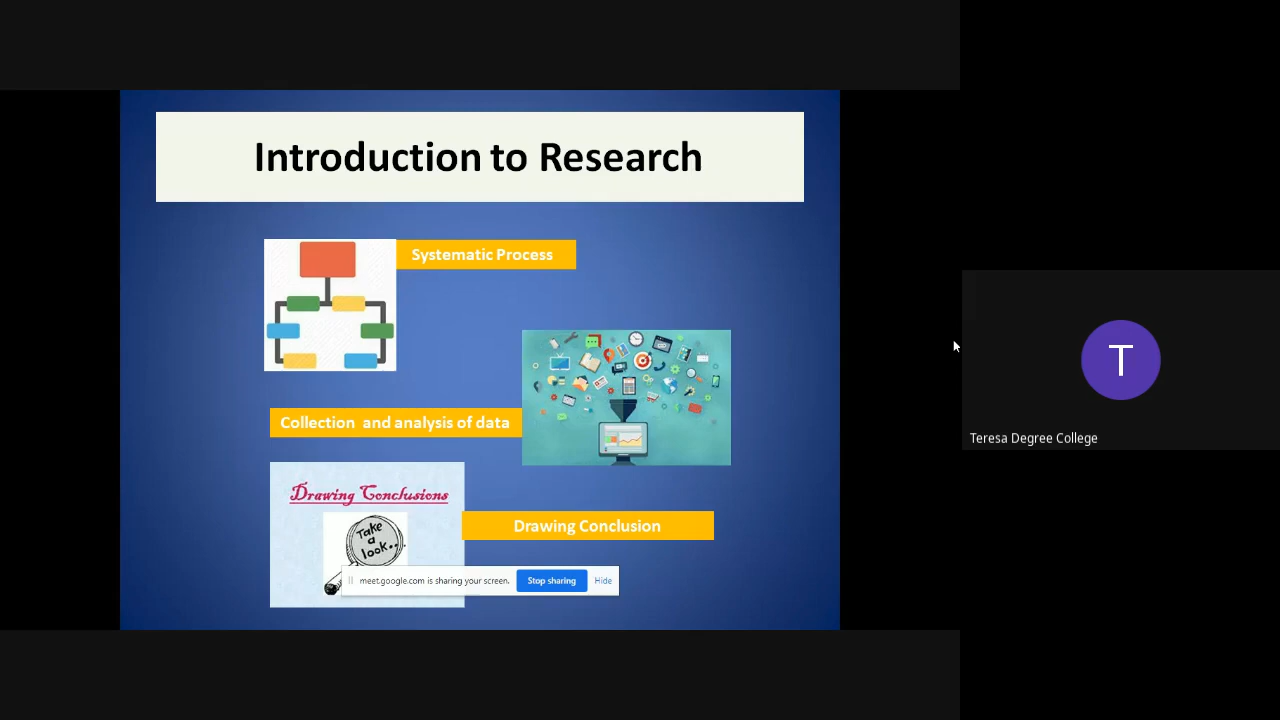 Introduction to Research
Systematic Process
Collection and analysis of data
Drawing Conclusions
Take
a
look..
Drawing Conclusion
meet.google.com is sharing your screen.
Stop sharing
Hide
T
Teresa Degree College